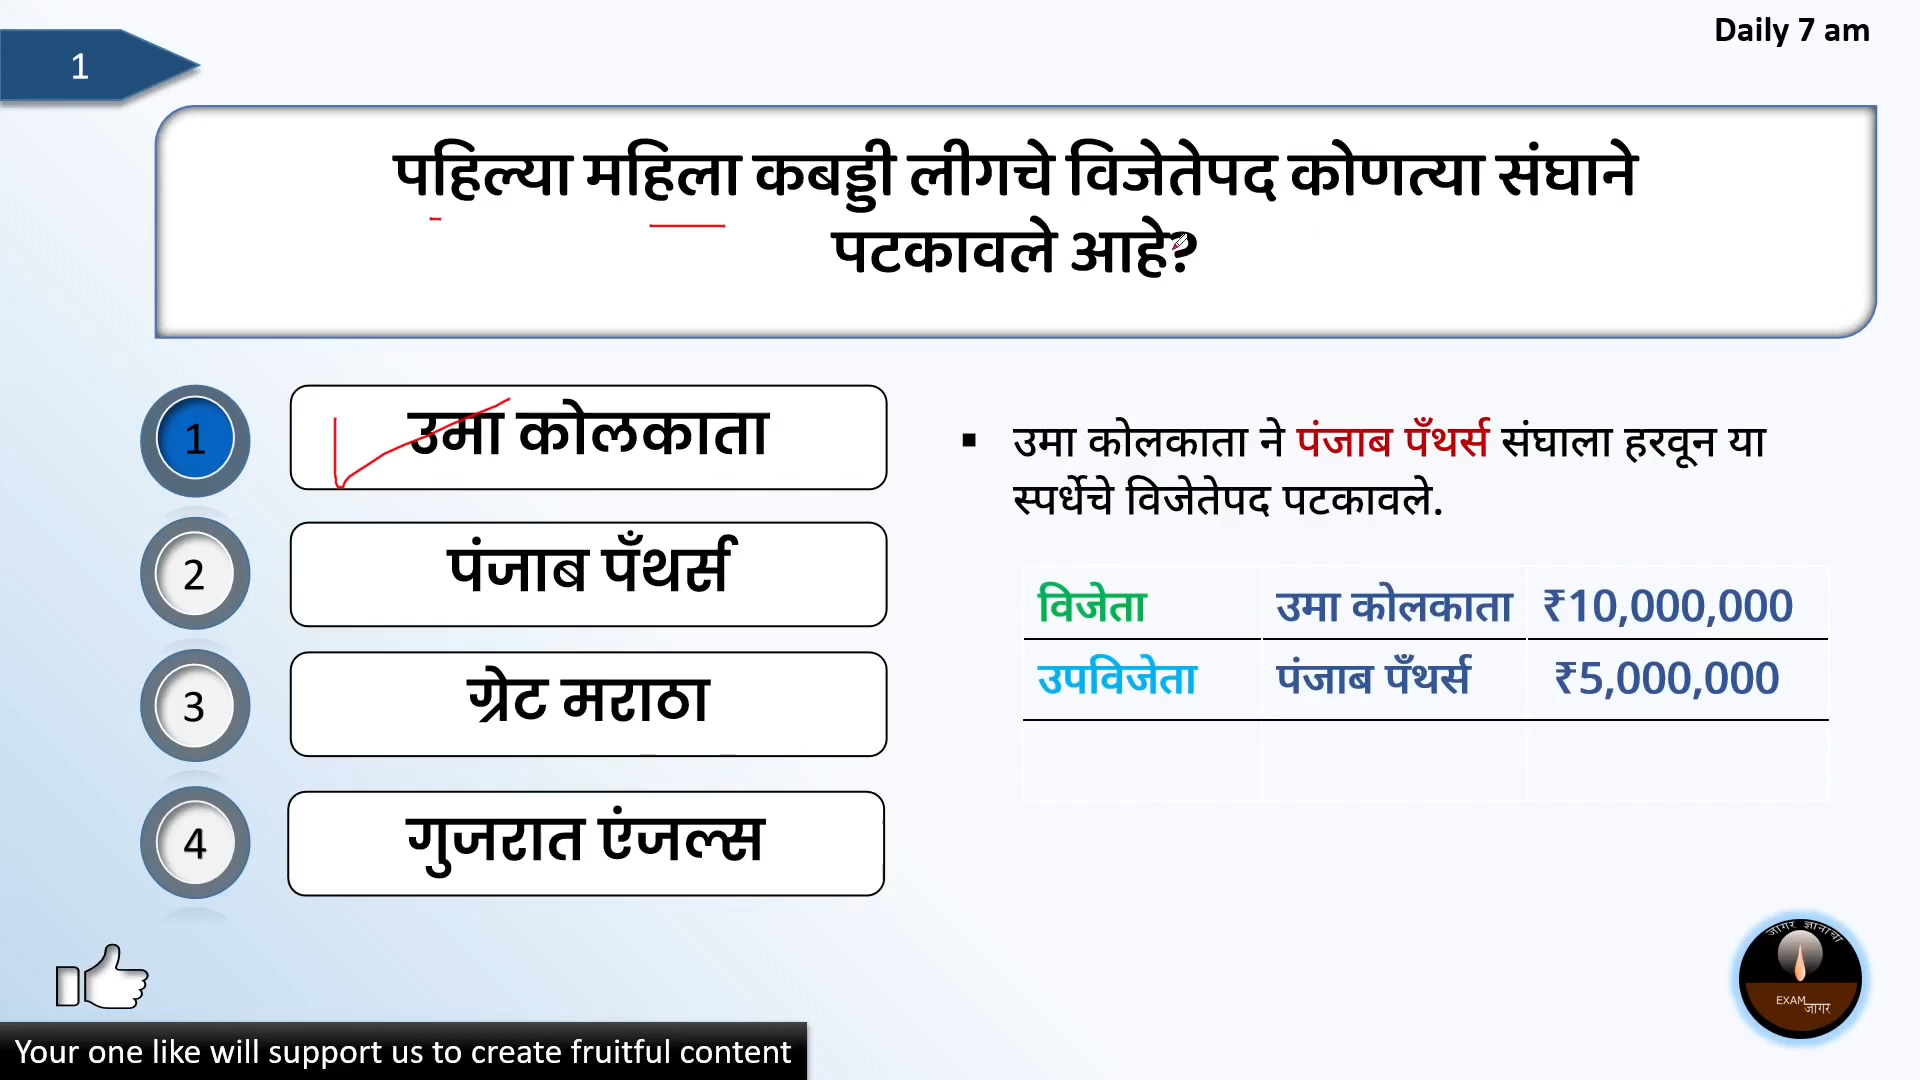 Daily 7 am
1
पहिल्या महिला कबड्डी लीगचे विजेतेपद कोणत्या संघाने
पटकावले आहे?
1
उमा कोलकाता
2
पंजाब पँथर्स
3
ग्रेट मराठा
4
गुजरात एंजल्स
▪ उमा कोलकाता ने पंजाब पँथर्स संघाला हरवून या
स्पर्धेचे विजेतेपद पटकावले.
विजेता उमा कोलकाता ₹10,000,000
उपविजेता पंजाब पँथर्स ₹5,000,000
जागर ज्ञानाचा
EXAM
जागर
Your one like will support us to create fruitful content